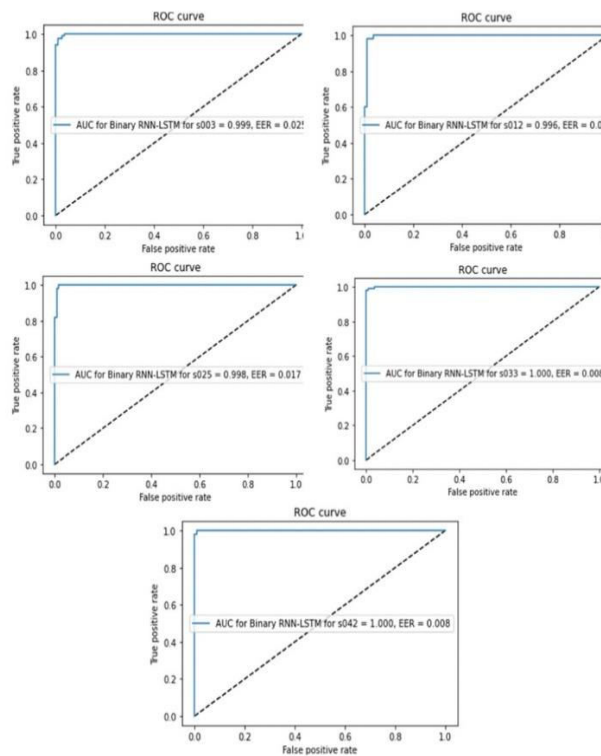 ROC curve
1.0
0.8
0.6
0.4
0.2
0.0
True positive rate
AUC for Binary RNN-LSTM for s003 = 0.999, EER = 0.025
0.0 0.2 0.4 0.6 0.8 1.0
False positive rate
ROC curve
1.0
0.8
0.6
0.4
0.2
0.0
True positive rate
AUC for Binary RNN-LSTM for s012 = 0.996, EER = 0.0
0.0 0.2 0.4 0.6 0.8
False positive rate
ROC curve
1.0
0.8
0.6
0.4
0.2
0.0
True positive rate
AUC for Binary RNN-LSTM for s025 = 0.998, EER = 0.017
0.0 0.2 0.4 0.6 0.8 1.0
False positive rate
ROC curve
1.0
0.8
0.6
0.4
0.2
0.0
True positive rate
AUC for Binary RNN-LSTM for s033 = 1.000, EER = 0.008
0.0 0.2 0.4 0.6 0.8 1.0
False positive rate
ROC curve
1.0
0.8
0.6
0.4
0.2
0.0
True positive rate
AUC for Binary RNN-LSTM for s042 = 1.000, EER = 0.008
0.0 0.2 0.4 0.6 0.8 1.0
False positive rate